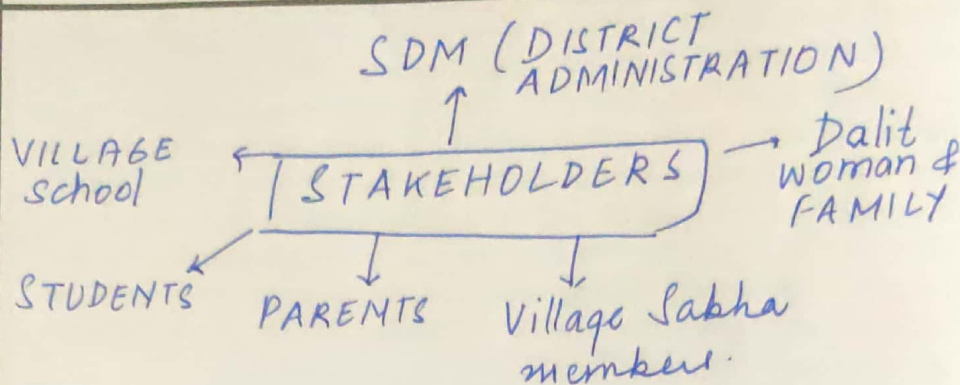 SDM (DISTRICT
ADMINISTRATION)
VILLAGE
School
STAKEHOLDERS
Dalit
woman &
FAMILY
STUDENTS
PARENTS
Village Sabha
members.